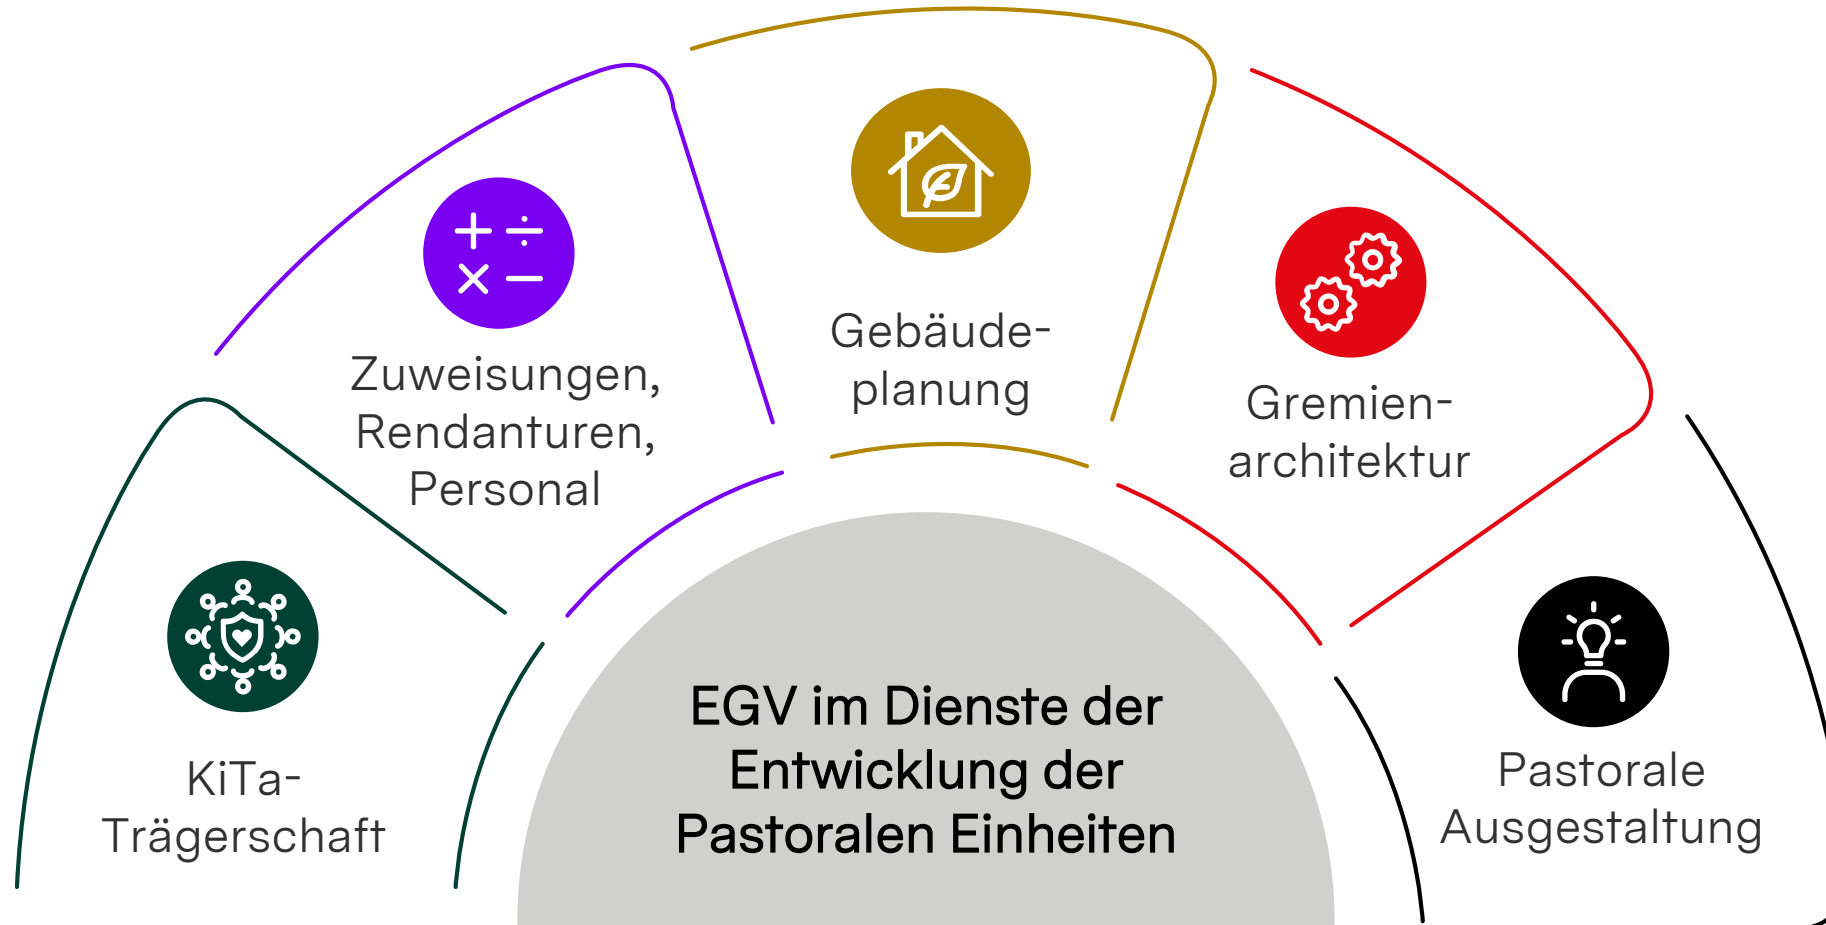 Gebäude-
planung
Zuweisungen,
Rendanturen,
Personal
Gremien-
architektur
KiTa-
Trägerschaft
Pastorale
Ausgestaltung
EGV im Dienste der
Entwicklung der
Pastoralen Einheiten